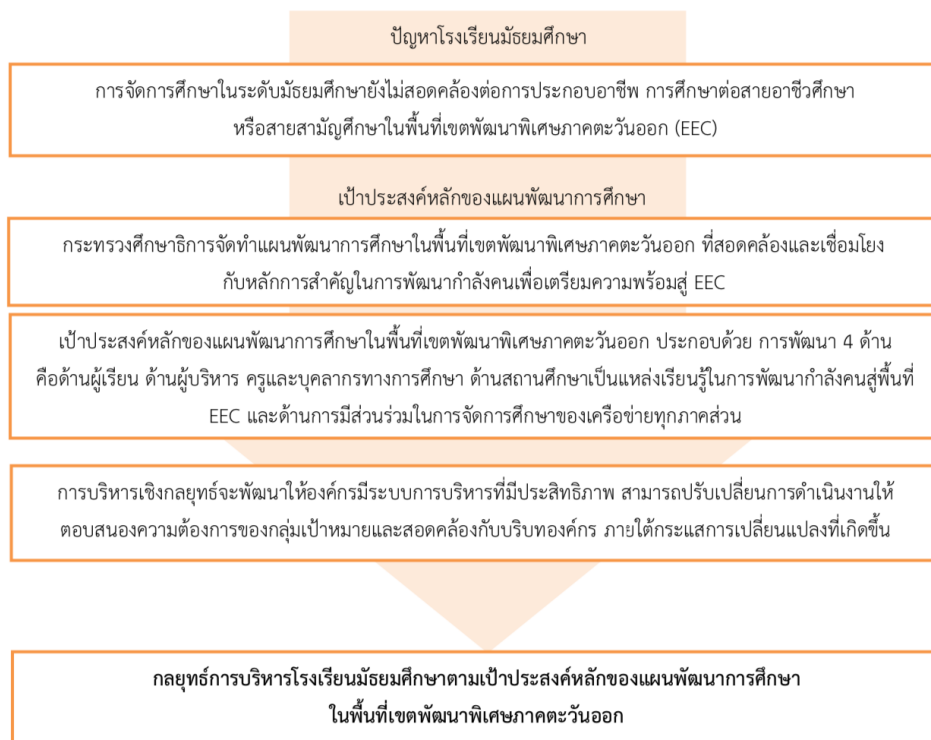 ปัญหาโรงเรียนมัธยมศึกษา
การจัดการศึกษาในระดับมัธยมศึกษายังไม่สอดคล้องต่อการประกอบอาชีพ การศึกษาต่อสายอาชีวศึกษา
หรือสายสามัญศึกษาในพื้นที่เขตพัฒนาพิเศษภาคตะวันออก (EEC)
เป้าประสงค์หลักของแผนพัฒนาการศึกษา
กระทรวงศึกษาธิการจัดทำแผนพัฒนาการศึกษาในพื้นที่เขตพัฒนาพิเศษภาคตะวันออก ที่สอดคล้องและเชื่อมโยง
กับหลักการสำคัญในการพัฒนากำลังคนเพื่อเตรียมความพร้อมสู่ EEC
เป้าประสงค์หลักของแผนพัฒนาการศึกษาในพื้นที่เขตพัฒนาพิเศษภาคตะวันออก ประกอบด้วย การพัฒนา 4 ด้าน
คือด้านผู้เรียน ด้านผู้บริหาร ครูและบุคลากรทางการศึกษา ด้านสถานศึกษาเป็นแหล่งเรียนรู้ในการพัฒนากำลังคนสู่พื้นที่
EEC และด้านการมีส่วนร่วมในการจัดการศึกษาของเครือข่ายทุกภาคส่วน
การบริหารเชิงกลยุทธ์จะพัฒนาให้องค์กรมีระบบการบริหารที่มีประสิทธิภาพ สามารถปรับเปลี่ยนการดำเนินงานให้
ตอบสนองความต้องการของกลุ่มเป้าหมายและสอดคล้องกับบริบทองค์กร ภายใต้กระแสการเปลี่ยนแปลงที่เกิดขึ้น
กลยุทธ์การบริหารโรงเรียนมัธยมศึกษาตามเป้าประสงค์หลักของแผนพัฒนาการศึกษา
ในพื้นที่เขตพัฒนาพิเศษภาคตะวันออก